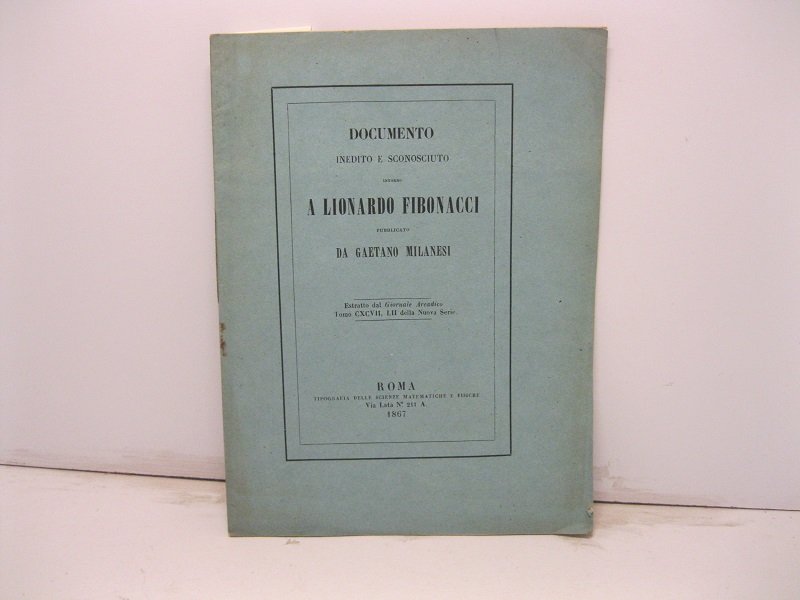 DOCUMENTO
INEDITO E SCONOSCIUTO
INTORNO
A LIONARDO FIBONACCI
PUBBLICATO
DA GAETANO MILANESI
Estratto dal Giornale Arcadico
Tomo CXCVII, LII della Nuova Serie.
ROMA
TIPOGRAFIA DELLE SCIENZE MATEMATICHE E FISICHE
Via Lata N° 211 A.
1867